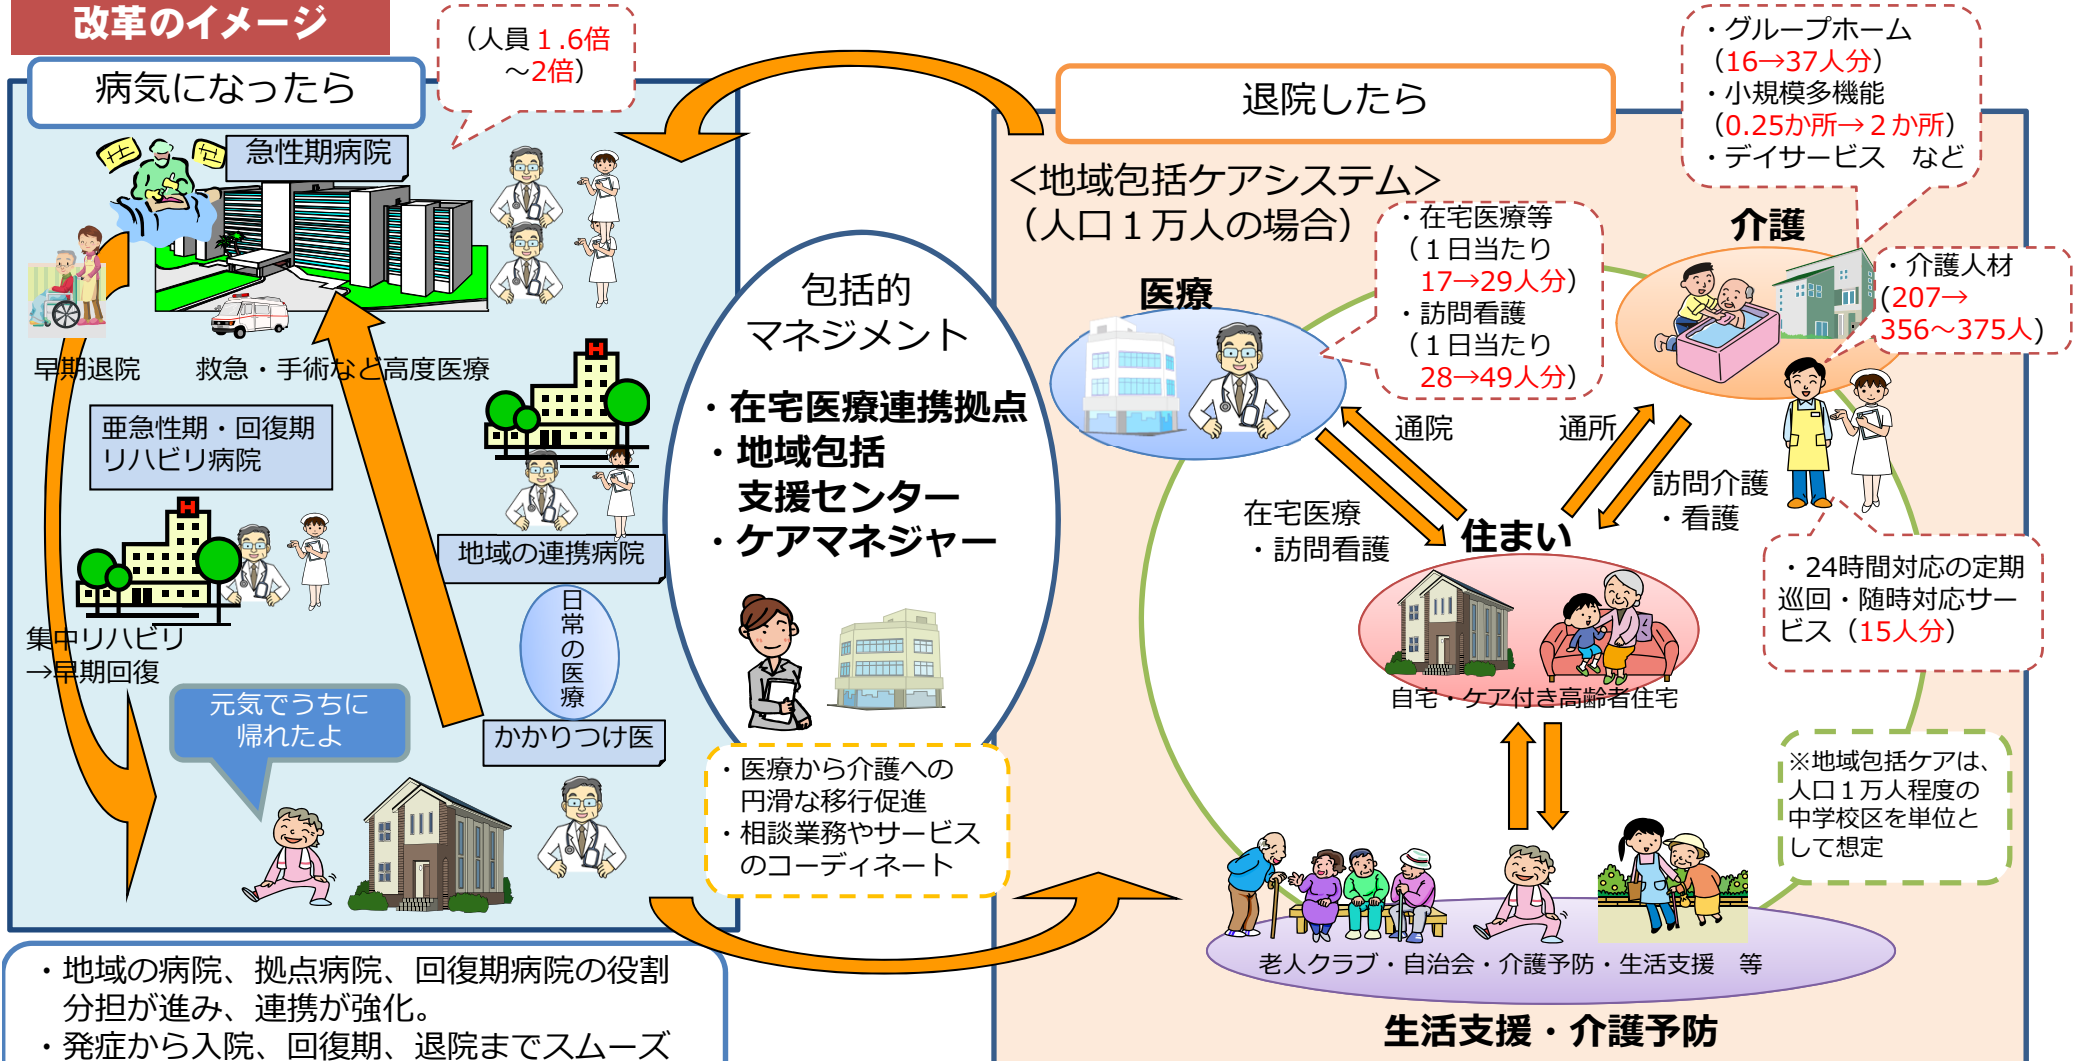 改革のイメージ
病気になったら
（人員１.6倍
～2倍）
急性期病院
早期退院
救急・手術など高度医療
亜急性期・回復期
リハビリ病院
地域の連携病院
集中リハビリ
→早期回復
日常の医療
元気でうちに
帰れたよ
かかりつけ医
・地域の病院、拠点病院、回復期病院の役割
分担が進み、連携が強化。
・発症から入院、回復期、退院までスムーズ
包括的
マネジメント
・在宅医療連携拠点
・地域包括
支援センター
・ケアマネジャー
・医療から介護への
円滑な移行促進
・相談業務やサービス
のコーディネート
退院したら
＜地域包括ケアシステム＞
（人口１万人の場合）
・グループホーム
（16→37人分）
・小規模多機能
（0.25か所→２か所）
・デイサービス　など
・在宅医療等
（１日当たり
17→29人分）
・訪問看護
（１日当たり
28→49人分）
医療
介護
・介護人材
(207→
356～375人)
通院
通所
在宅医療
・訪問看護
訪問介護
・看護
住まい
・24時間対応の定期
巡回・随時対応サー
ビス（15人分）
自宅・ケア付き高齢者住宅
※地域包括ケアは、
人口１万人程度の
中学校区を単位と
して想定
老人クラブ・自治会・介護予防・生活支援　等
生活支援・介護予防